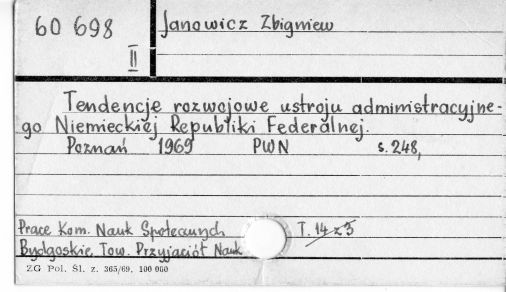 60 698
II
Janowicz Zbigniew
Tendencje rozwojowe ustroju administracyjne-
go Niemieckiej Republiki Federalnej.
Poznań 1969 PWN s. 248,
Prace Kom. Nauk Społecznych T. 14 z 3
Bydgoskie Tow. Przyjaciół Nauk
ZG Pol. Śl. z. 365/69. 100 000